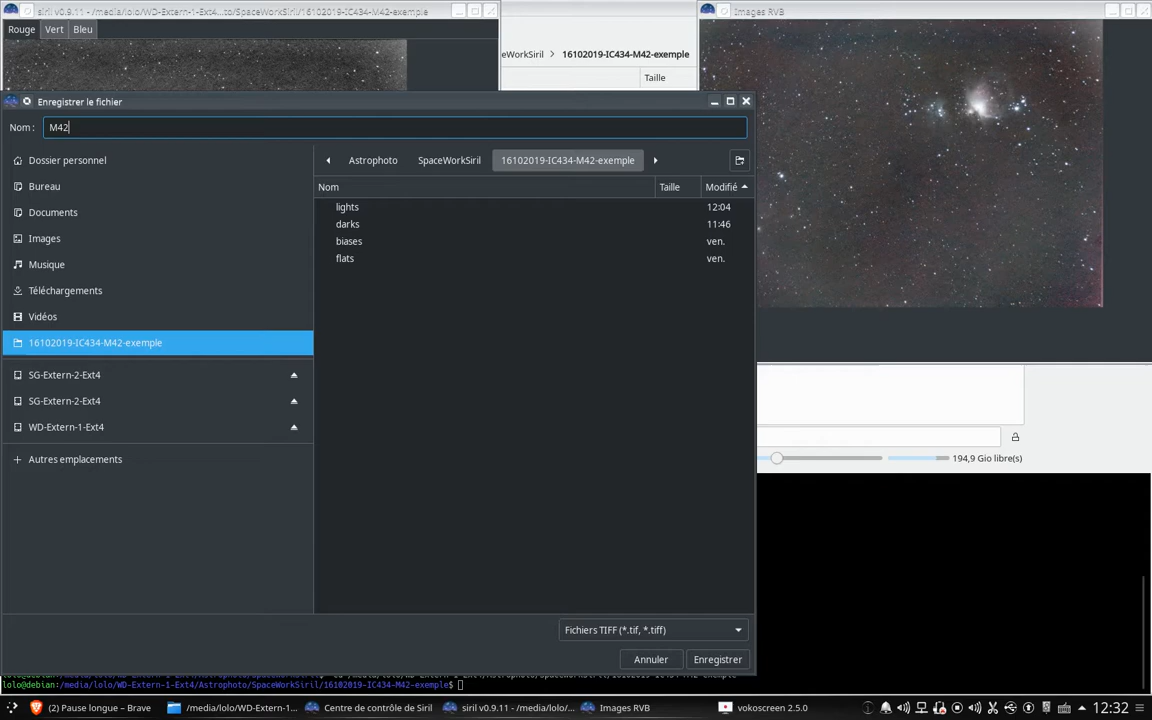 siril v0.9.11 - /media/lolo/WD-Extern-1-Ext4...to/SpaceWorkSiril/16102019-IC434-M42-exemple
Images RVB
Rouge Vert Bleu
eWorkSiril > 16102019-IC434-M42-exemple
Taille
Enregistrer le fichier
Nom : M42
Dossier personnel
Bureau
Documents
Images
Musique
Téléchargements
Vidéos
16102019-IC434-M42-exemple
SG-Extern-2-Ext4
SG-Extern-2-Ext4
WD-Extern-1-Ext4
Autres emplacements
Astrophoto SpaceWorkSiril 16102019-IC434-M42-exemple
Nom Taille Modifié
lights 12:04
darks 11:46
biases ven.
flats ven.
194,9 Gio libre(s)
Fichiers TIFF (*.tif, *.tiff)
Annuler Enregistrer
lolo@debian:/media/lolo/WD-Extern-1-Ext4/Astrophoto/SpaceWorkSiril/16102019-IC434-M42-exemple$
(2) Pause longue – Brave /media/lolo/WD-Extern-1... Centre de contrôle de Siril siril v0.9.11 - /media/lolo/... Images RVB vokoscreen 2.5.0 12:32